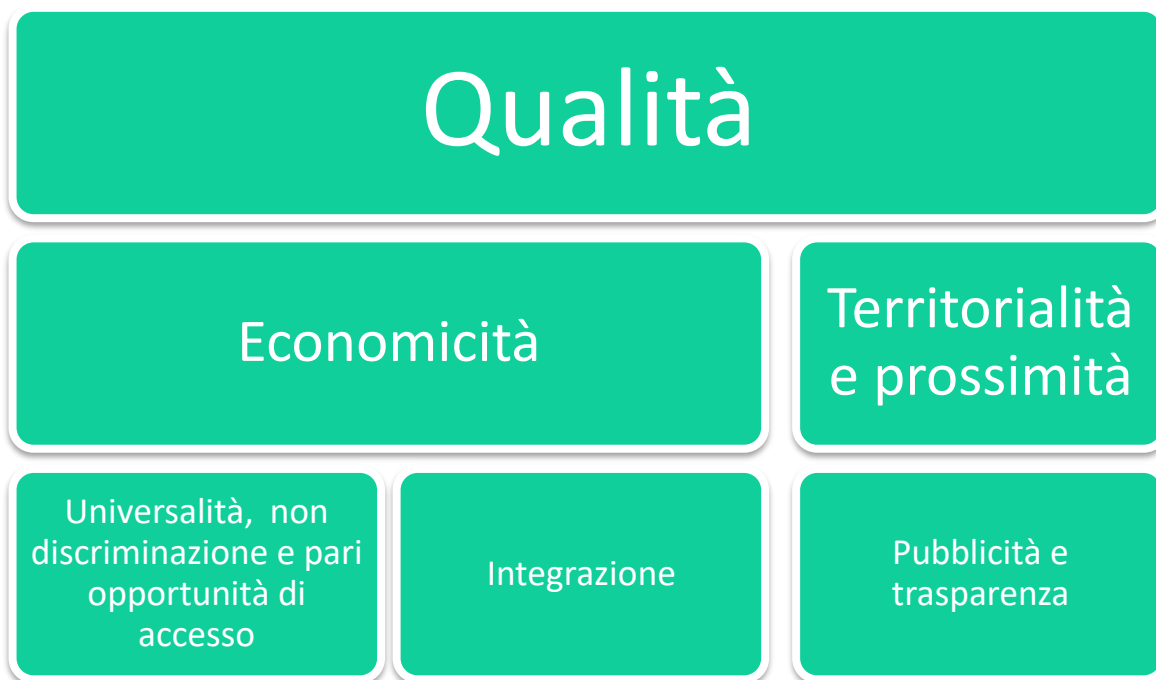 Qualità
Economicità
Territorialità
e prossimità
Universalità, non
discriminazione e pari
opportunità di
accesso
Integrazione
Pubblicità e
trasparenza